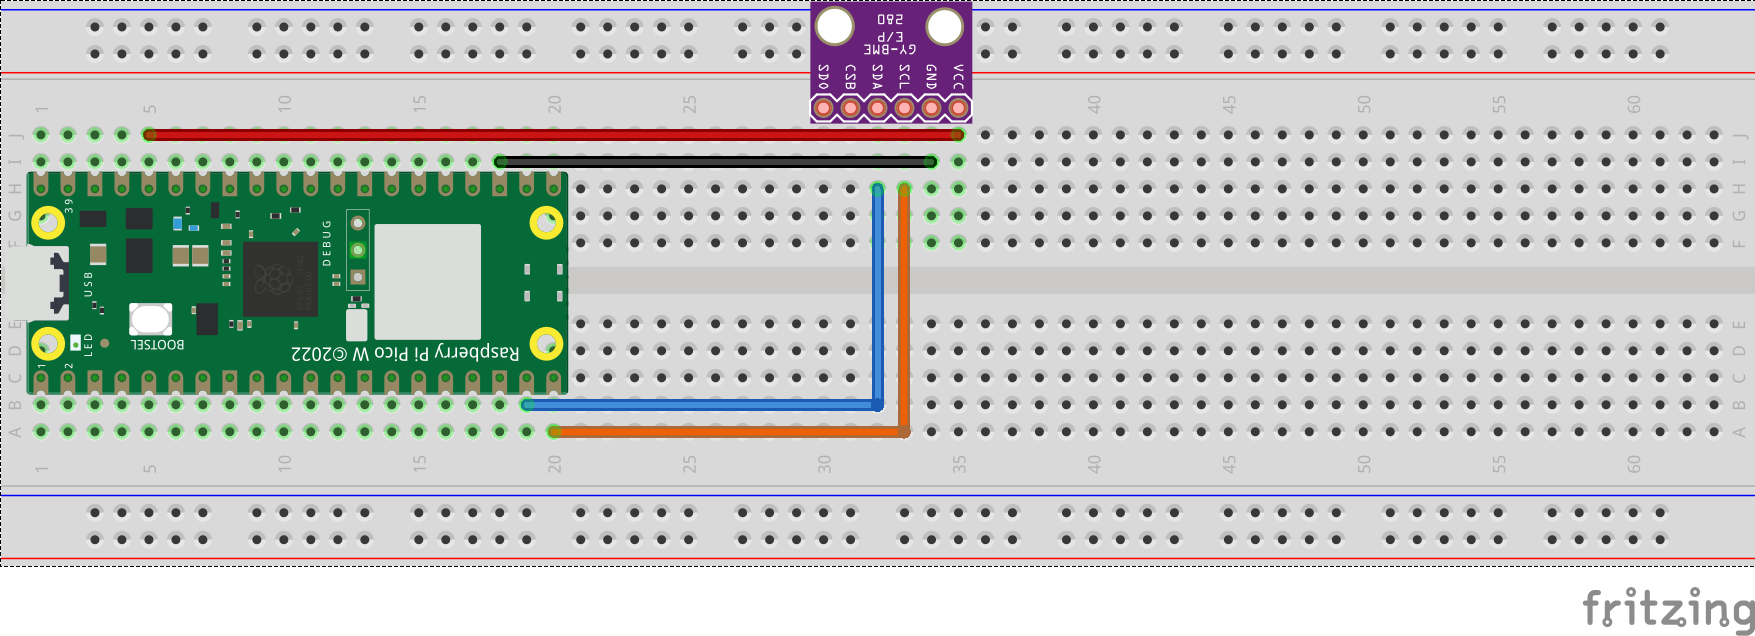 280
E/P
GY-BME
SDO CSB SDA SCL GND VCC
1 5 10 15 20 25 40 45 50 55 60
J J
I I
H H
G G
F F
39
DEBUG
USB
BOOTSEL
LED
1 2
Raspberry Pi Pico W ©2022
E E
D D
C C
B B
A A
1 5 10 15 20 25 30 35 40 45 50 55 60
fritzing